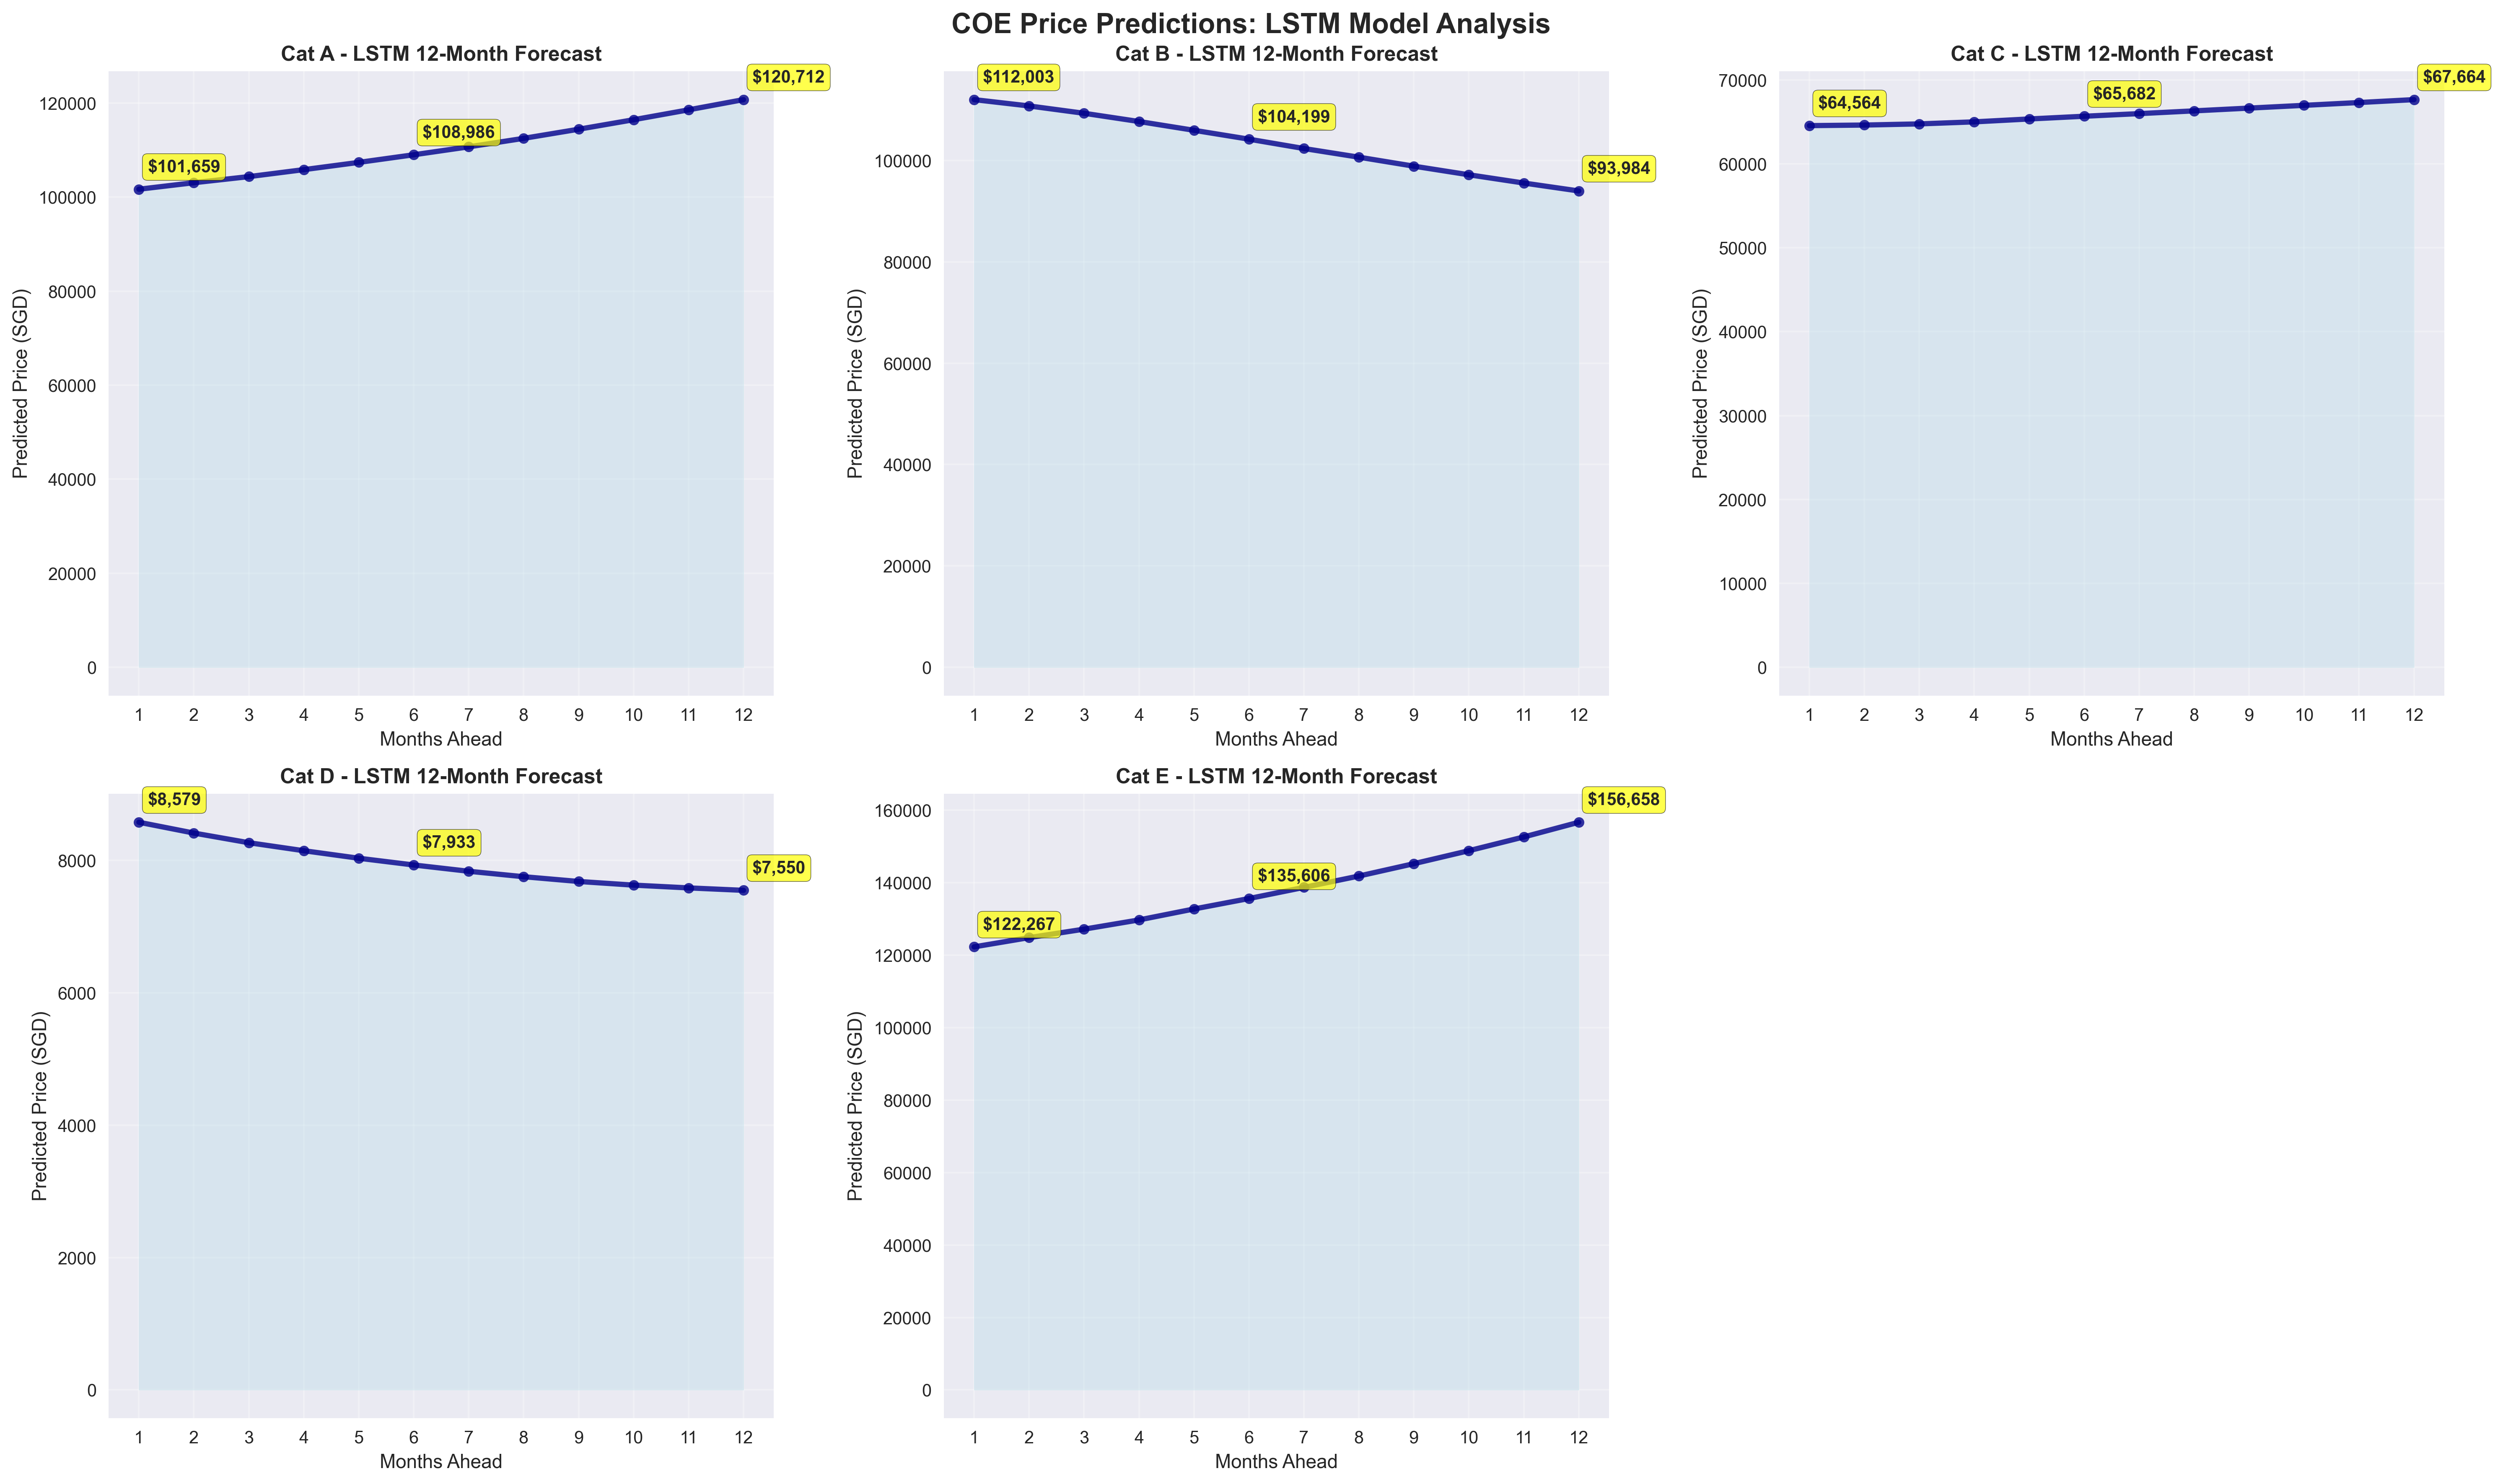 COE Price Predictions: LSTM Model Analysis
Cat A - LSTM 12-Month Forecast
$120,712
$108,986
$101,659
120000
100000
80000
60000
40000
20000
0
Predicted Price (SGD)
1 2 3 4 5 6 7 8 9 10 11 12
Months Ahead
Cat B - LSTM 12-Month Forecast
$112,003
$104,199
$93,984
100000
80000
60000
40000
20000
0
Predicted Price (SGD)
1 2 3 4 5 6 7 8 9 10 11 12
Months Ahead
Cat C - LSTM 12-Month Forecast
$67,664
$65,682
$64,564
70000
60000
50000
40000
30000
20000
10000
0
Predicted Price (SGD)
1 2 3 4 5 6 7 8 9 10 11 12
Months Ahead
Cat D - LSTM 12-Month Forecast
$8,579
$7,933
$7,550
8000
6000
4000
2000
0
Predicted Price (SGD)
1 2 3 4 5 6 7 8 9 10 11 12
Months Ahead
Cat E - LSTM 12-Month Forecast
$156,658
$135,606
$122,267
160000
140000
120000
100000
80000
60000
40000
20000
0
Predicted Price (SGD)
1 2 3 4 5 6 7 8 9 10 11 12
Months Ahead